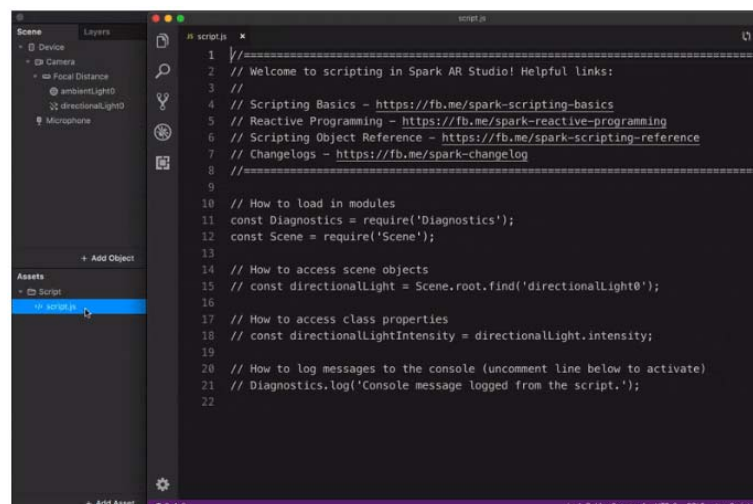 Scene Layers
Device
Camera
Focal Distance
ambientLight0
directionalLight0
Microphone
+ Add Object
Assets
Script
script.js
+ Add Asset
script.js
JS script.js ×
1 //
2 // Welcome to scripting in Spark AR Studio! Helpful links:
3 //
4 // Scripting Basics - https://fb.me/spark-scripting-basics
5 // Reactive Programming - https://fb.me/spark-reactive-programming
6 // Scripting Object Reference - https://fb.me/spark-scripting-reference
7 // Changelogs - https://fb.me/spark-changelog
8 //
9
10 // How to load in modules
11 const Diagnostics = require('Diagnostics');
12 const Scene = require('Scene');
13
14 // How to access scene objects
15 // const directionalLight = Scene.root.find('directionalLight0');
16
17 // How to access class properties
18 // const directionalLightIntensity = directionalLight.intensity;
19
20 // How to log messages to the console (uncomment line below to activate)
21 // Diagnostics.log('Console message logged from the script.');
22